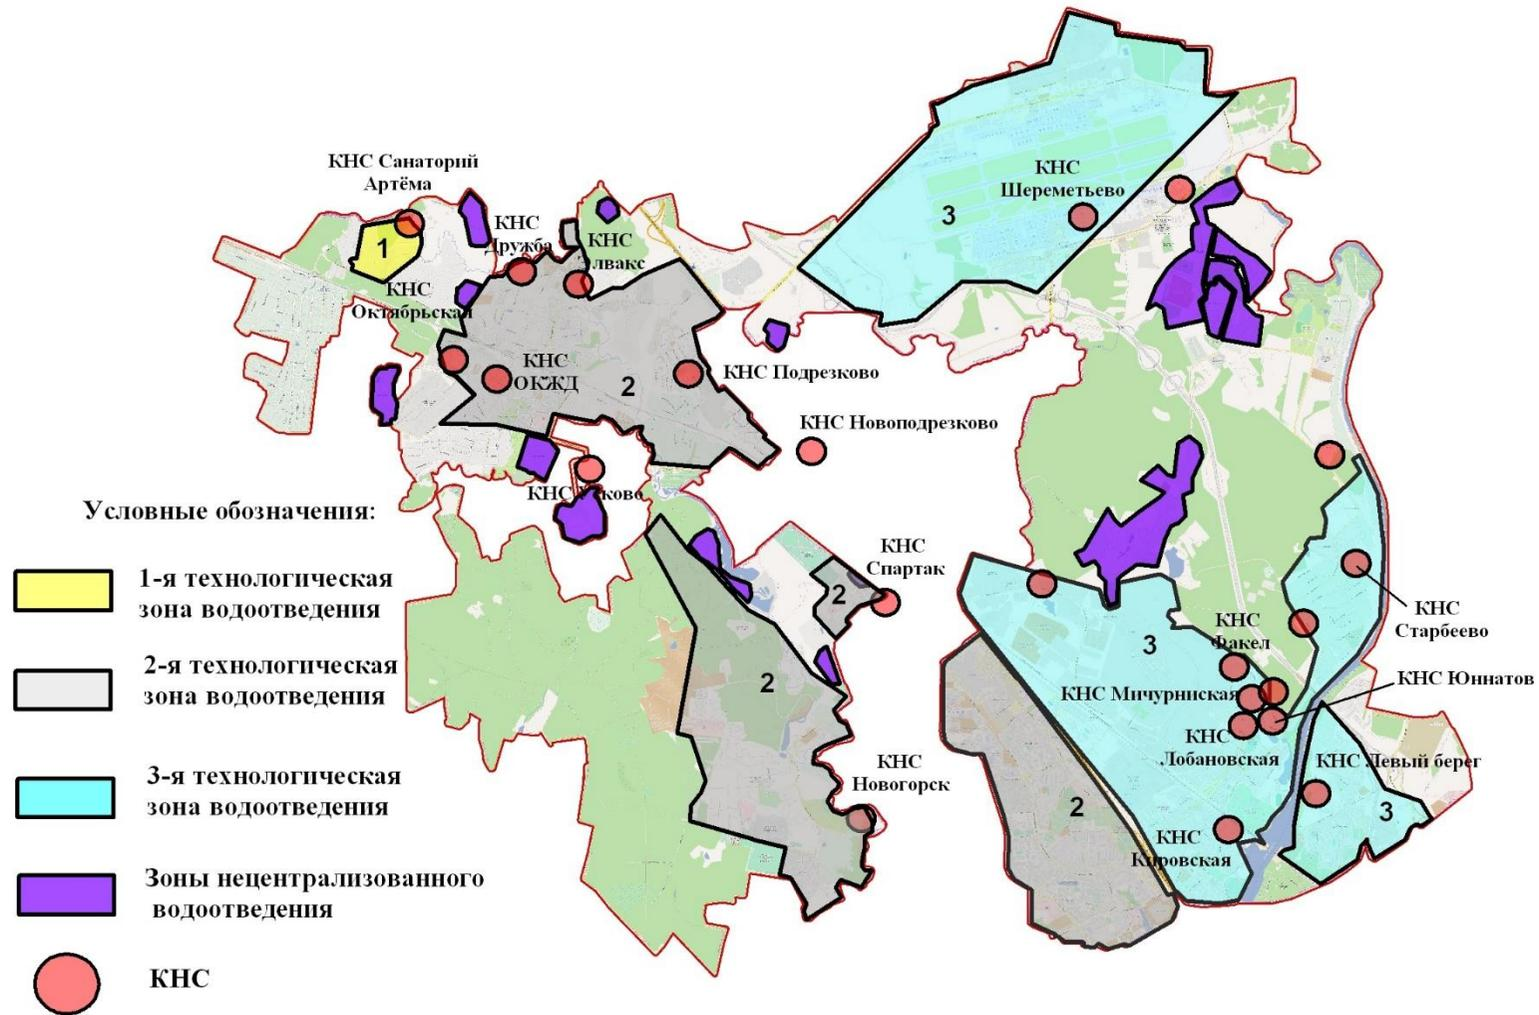 КНС Санаторий
Артёма
1
КНС
Дружба
КНС
Элвакс
КНС
Октябрьская
КНС
ОКЖД
2
КНС Подрезково
КНС Новоподрезково
КНС
КНС
Шереметьево
3
КНС
Спартак
2
2
КНС
Новогорск
3
КНС
Факел
КНС
Старбеево
КНС Мичуринская
КНС Юннатов
КНС
Лобановская
КНС Левый берег
2
3
КНС
Кировская
Условные обозначения:
1-я технологическая
зона водоотведения
2-я технологическая
зона водоотведения
3-я технологическая
зона водоотведения
Зоны нецентрализованного
водоотведения
КНС